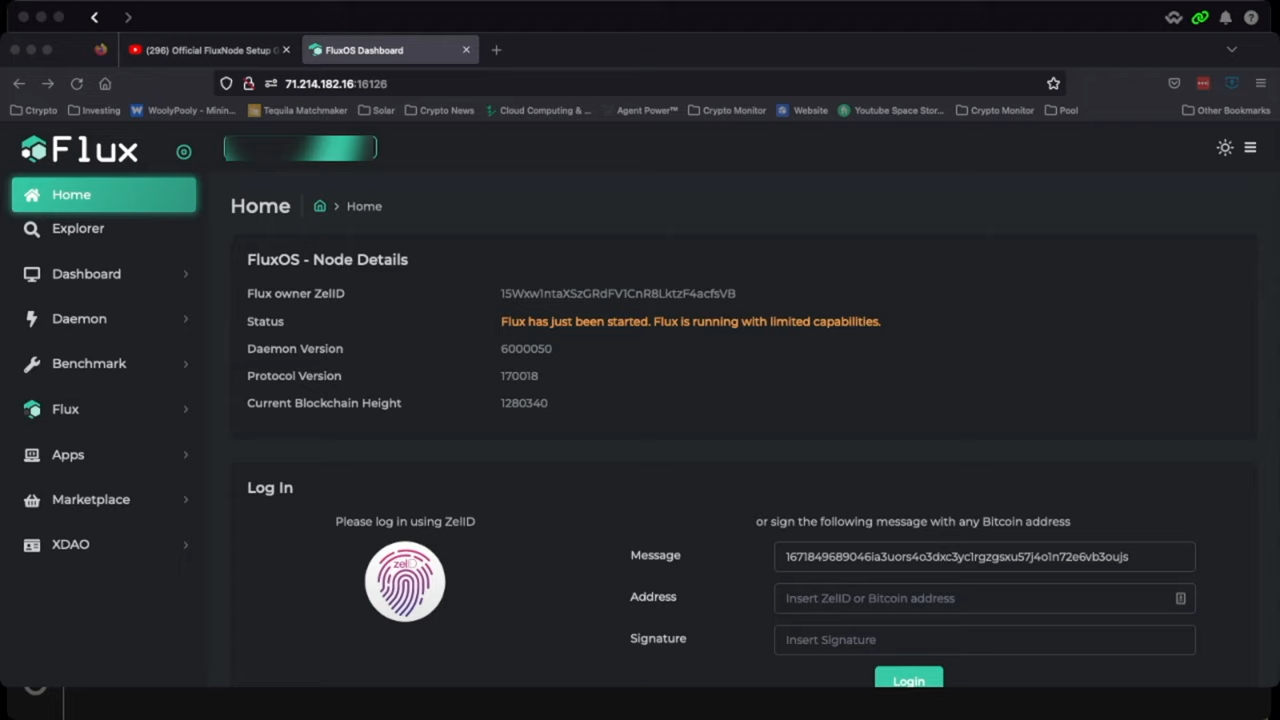 (296) Official FluxNode Setup G
FluxOS Dashboard
71.214.182.16:16126
Ctrypto
Investing
WoolyPooly - Minin...
Tequila Matchmaker
Solar
Crypto News
Cloud Computing & ...
Agent Power™
Crypto Monitor
Website
Youtube Space Stor...
Crypto Monitor
Pool
Other Bookmarks
Flux
Home
Explorer
Dashboard
Daemon
Benchmark
Flux
Apps
Marketplace
XDAO
Home
Home
FluxOS - Node Details
Flux owner ZelID 15Wxw1ntaXSzGRdFV1CnR8LktzF4acfsVB
Status Flux has just been started. Flux is running with limited capabilities.
Daemon Version 6000050
Protocol Version 170018
Current Blockchain Height 1280340
Log In
Please log in using ZelID
zelID
or sign the following message with any Bitcoin address
Message 1671849689046ia3uors4o3dxc3yc1rgzgsxu57j4o1n72e6vb3oujs
Address Insert ZelID or Bitcoin address
Signature Insert Signature
Login